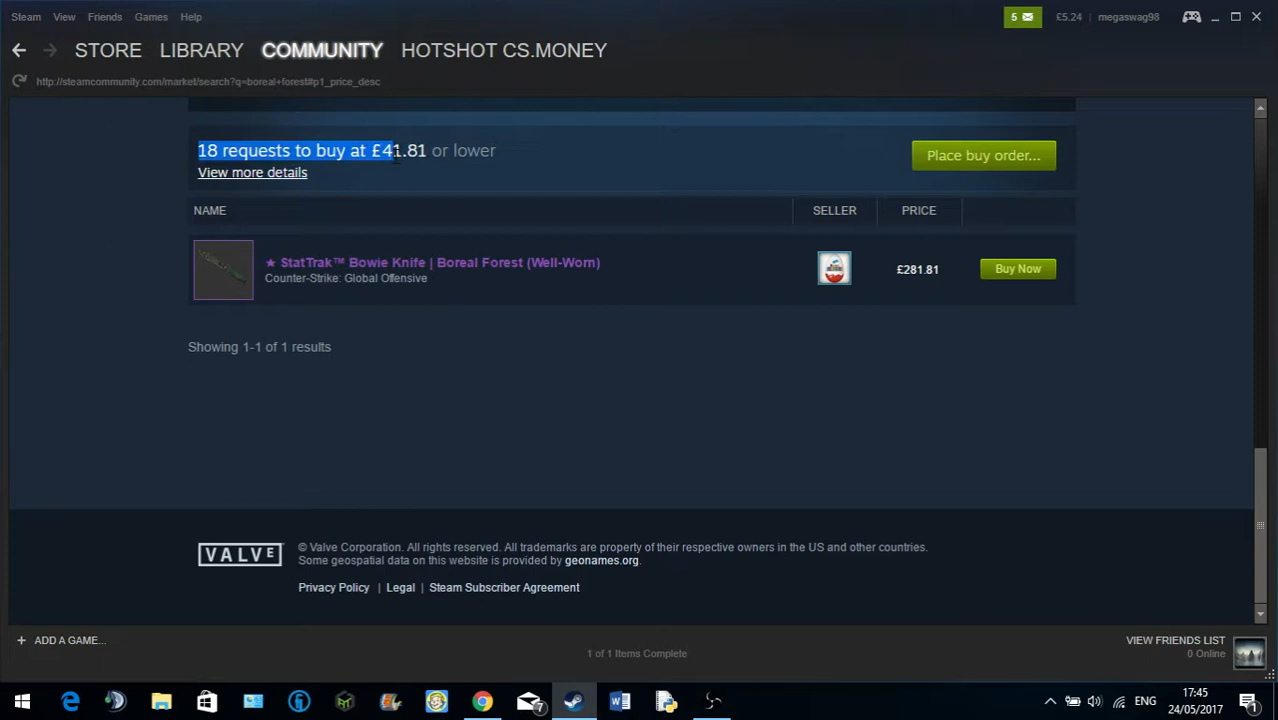 Steam View Friends Games Help
5 £5.24 megaswag98
STORE LIBRARY COMMUNITY HOTSHOT CS.MONEY
http://steamcommunity.com/market/search?q=boreal+forest#p1_price_desc
18 requests to buy at £41.81 or lower
Place buy order...
View more details
NAME SELLER PRICE
★ StatTrak™ Bowie Knife | Boreal Forest (Well-Worn)
Counter-Strike: Global Offensive
£281.81
Buy Now
Showing 1-1 of 1 results
VALVE
© Valve Corporation. All rights reserved. All trademarks are property of their respective owners in the US and other countries.
Some geospatial data on this website is provided by geonames.org.
Privacy Policy | Legal | Steam Subscriber Agreement
+ ADD A GAME...
1 of 1 Items Complete
VIEW FRIENDS LIST
0 Online
7
ENG
17:45
24/05/2017
1